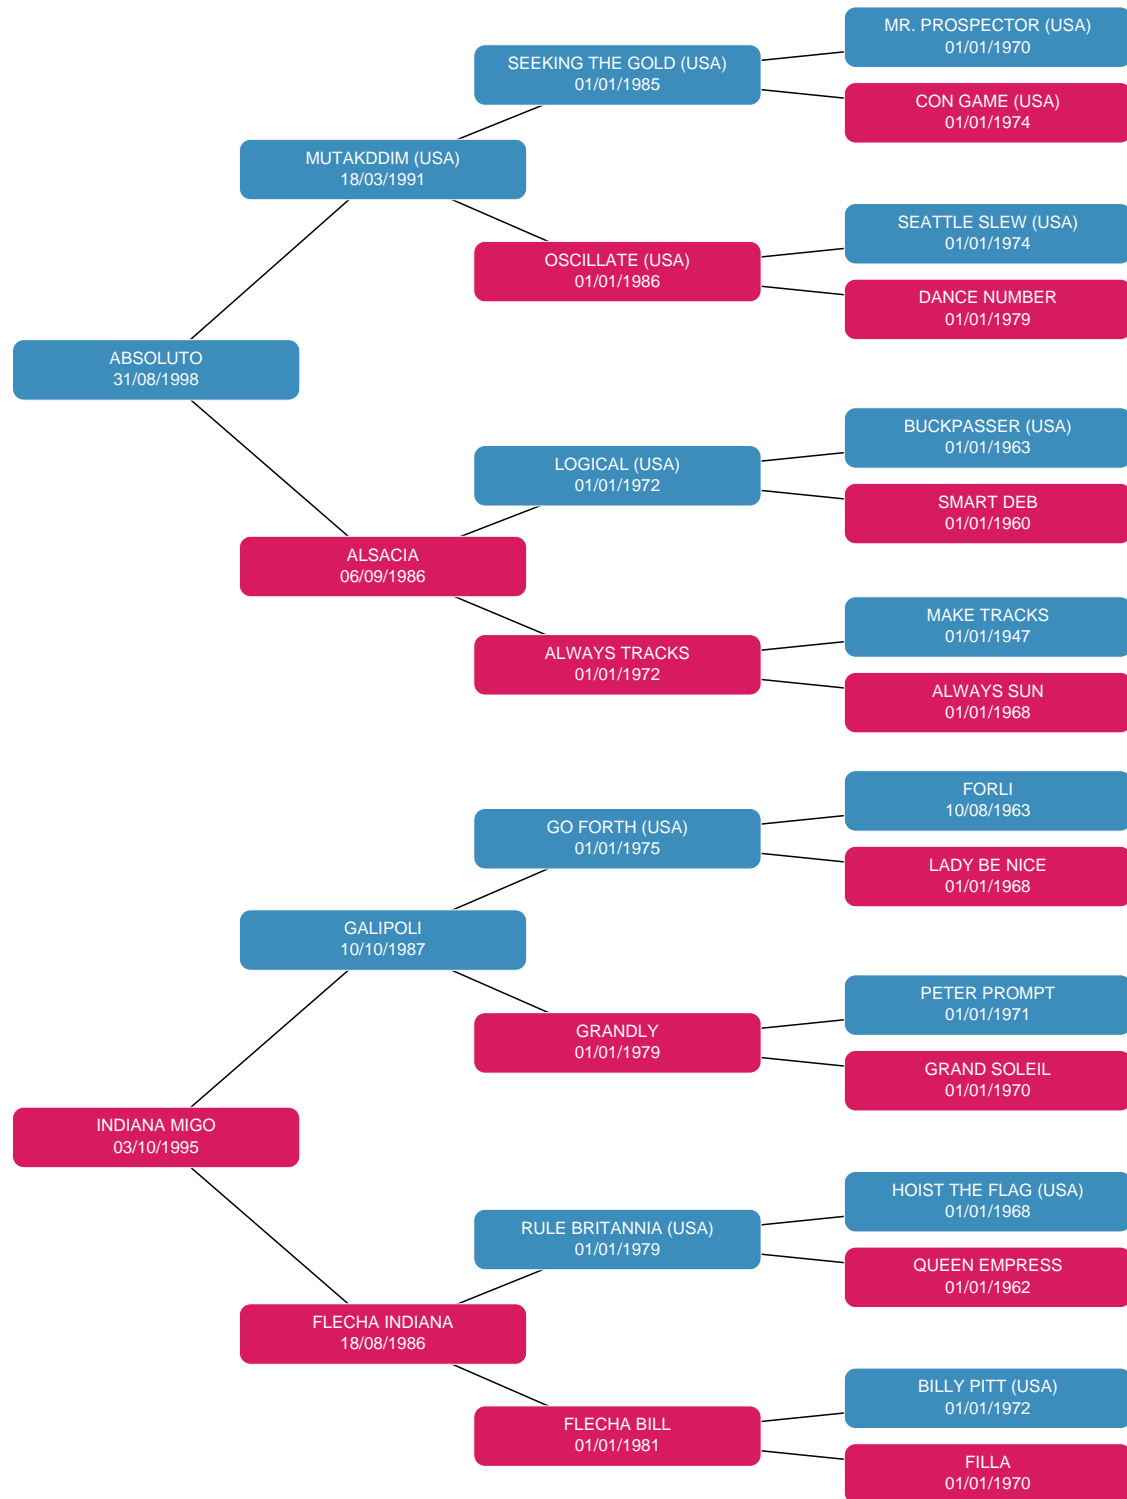 MR. PROSPECTOR (USA)
01/01/1970
SEEKING THE GOLD (USA)
01/01/1985
CON GAME (USA)
01/01/1974
MUTAKDDIM (USA)
18/03/1991
SEATTLE SLEW (USA)
01/01/1974
OSCILLATE (USA)
01/01/1986
DANCE NUMBER
01/01/1979
ABSOLUTO
31/08/1998
BUCKPASSER (USA)
01/01/1963
LOGICAL (USA)
01/01/1972
SMART DEB
01/01/1960
ALSACIA
06/09/1986
MAKE TRACKS
01/01/1947
ALWAYS TRACKS
01/01/1972
ALWAYS SUN
01/01/1968
FORLI
10/08/1963
GO FORTH (USA)
01/01/1975
LADY BE NICE
01/01/1968
GALIPOLI
10/10/1987
PETER PROMPT
01/01/1971
GRANDLY
01/01/1979
GRAND SOLEIL
01/01/1970
INDIANA MIGO
03/10/1995
HOIST THE FLAG (USA)
01/01/1968
RULE BRITANNIA (USA)
01/01/1979
QUEEN EMPRESS
01/01/1962
FLECHA INDIANA
18/08/1986
BILLY PITT (USA)
01/01/1972
FLECHA BILL
01/01/1981
FILLA
01/01/1970